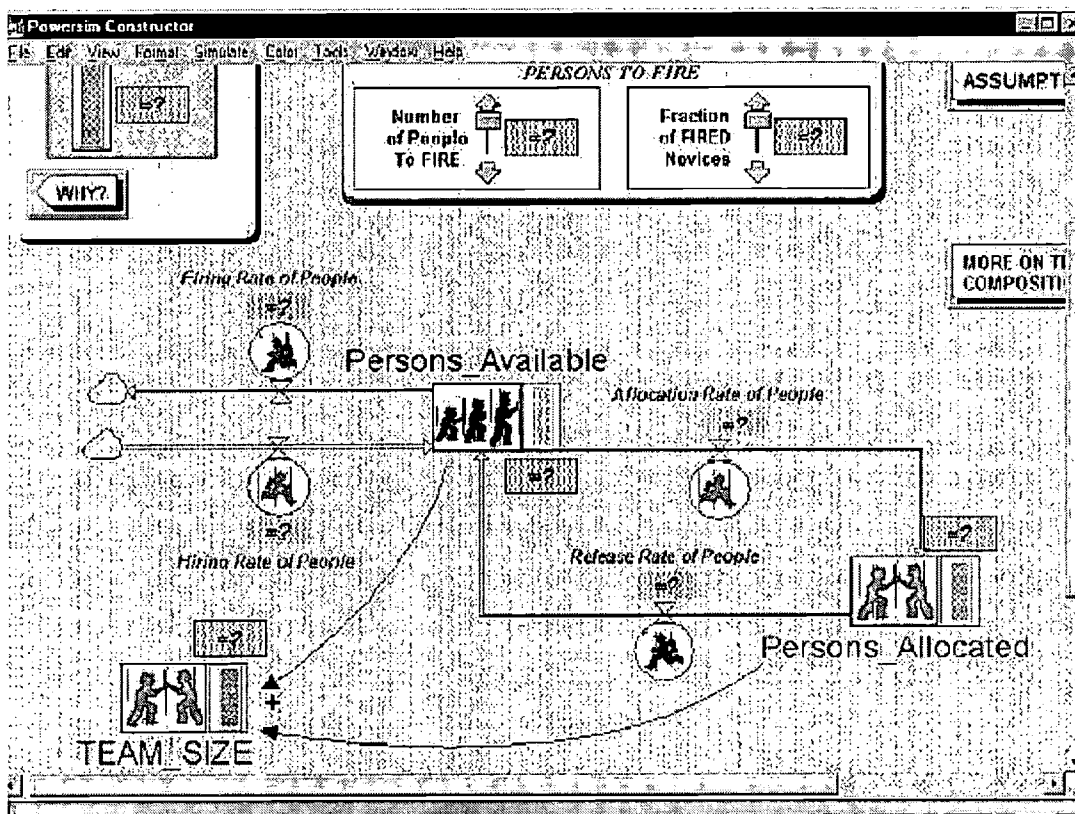 Powersim Constructor
File Edit View Format Simulate Color Tools Window Help
PERSONS TO FIRE
ASSUMPTI
=?
Number
of People
To FIRE
=?
Fraction
of FIRED
Novices
=?
WHY?
MORE ON T
COMPOSITI
Firing Rate of People
=?
Persons_Available
Allocation Rate of People
=?
=?
=?
Hiring Rate of People
=?
Release Rate of People
=?
=?
Persons_Allocated
+
TEAM_SIZE